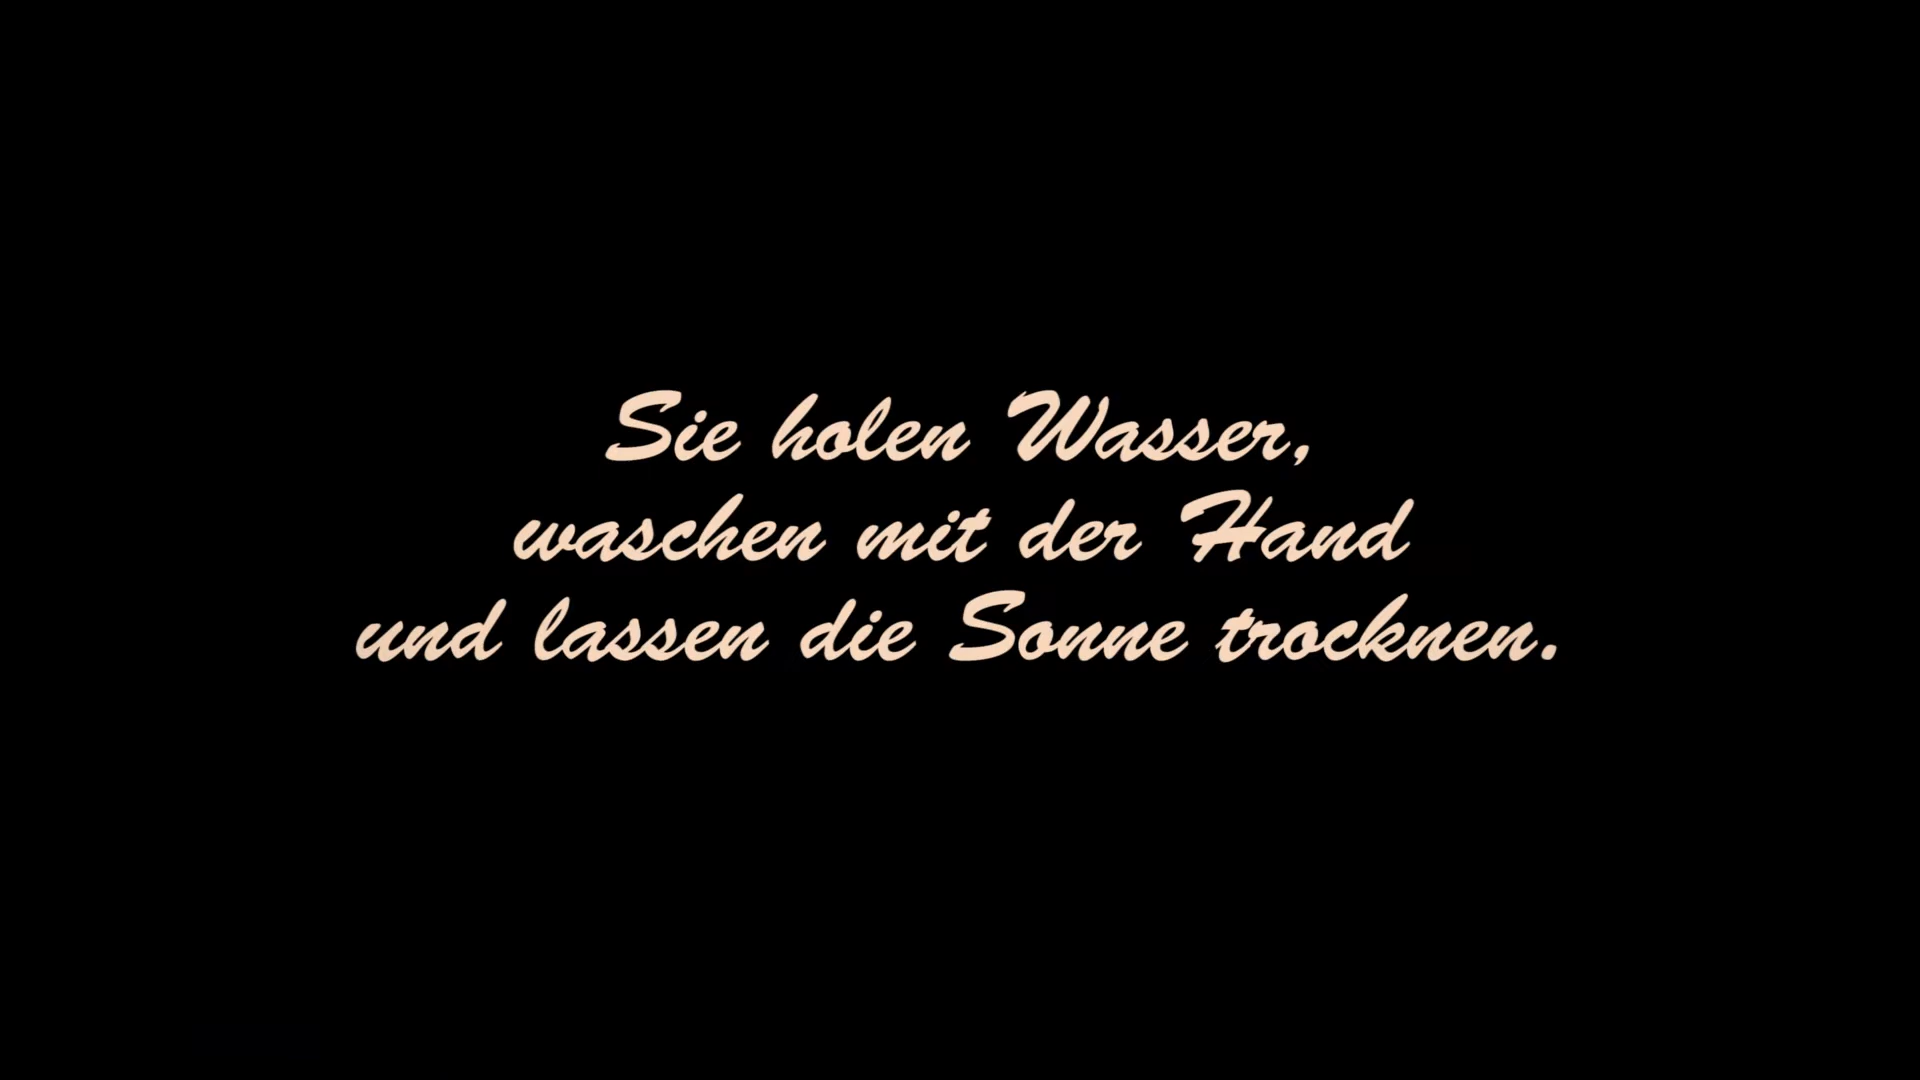 Sie holen Wasser,
waschen mit der Hand
und lassen die Sonne trocknen.